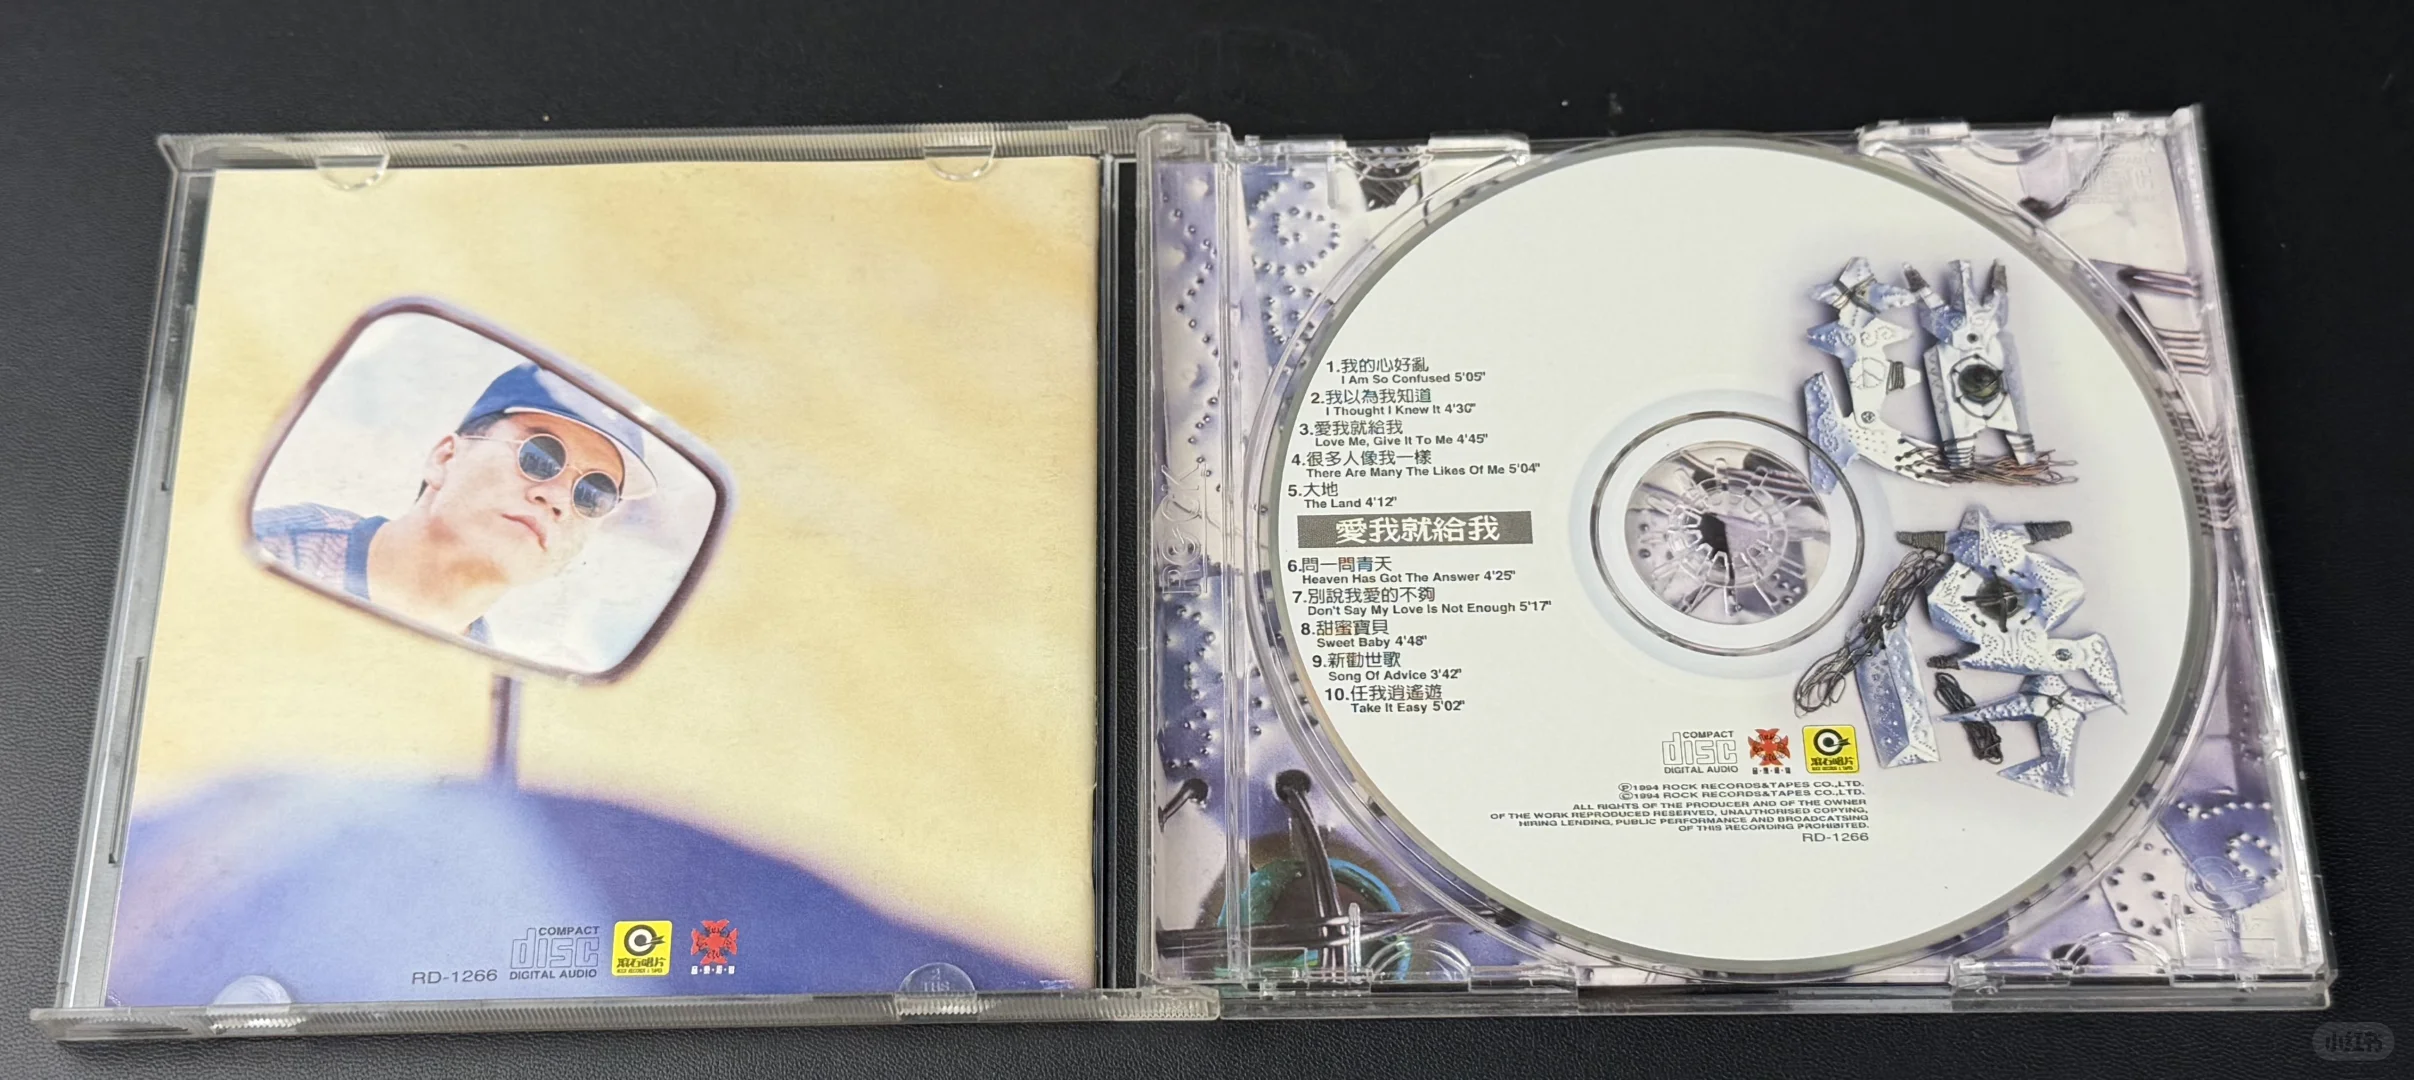 RD-1266
COMPACT
disc
DIGITAL AUDIO
滾石唱片
ROCK
1.我的心好亂
I Am So Confused 5'05"
2.我以為我知道
I Thought I Knew It 4'30"
3.愛我就給我
Love Me, Give It To Me 4'45"
4.很多人像我一樣
There Are Many The Likes Of Me 5'04"
5.大地
The Land 4'12"
愛我就給我
6.問一問青天
Heaven Has Got The Answer 4'25"
7.別說我愛的不夠
Don't Say My Love Is Not Enough 5'17"
8.甜蜜寶貝
Sweet Baby 4'48"
9.新勸世歌
Song Of Advice 3'42"
10.任我逍遙遊
Take It Easy 5'02"
COMPACT
disc
DIGITAL AUDIO
滾石唱片
Ⓟ1994 ROCK RECORDS&TAPES CO.,LTD.
Ⓒ1994 ROCK RECORDS&TAPES CO.,LTD.
ALL RIGHTS OF THE PRODUCER AND OF THE OWNER
OF THE WORK REPRODUCED RESERVED, UNAUTHORISED COPYING,
HIRING LENDING, PUBLIC PERFORMANCE AND BROADCATSING
OF THIS RECORDING PROHIBITED.
RD-1266
小红书